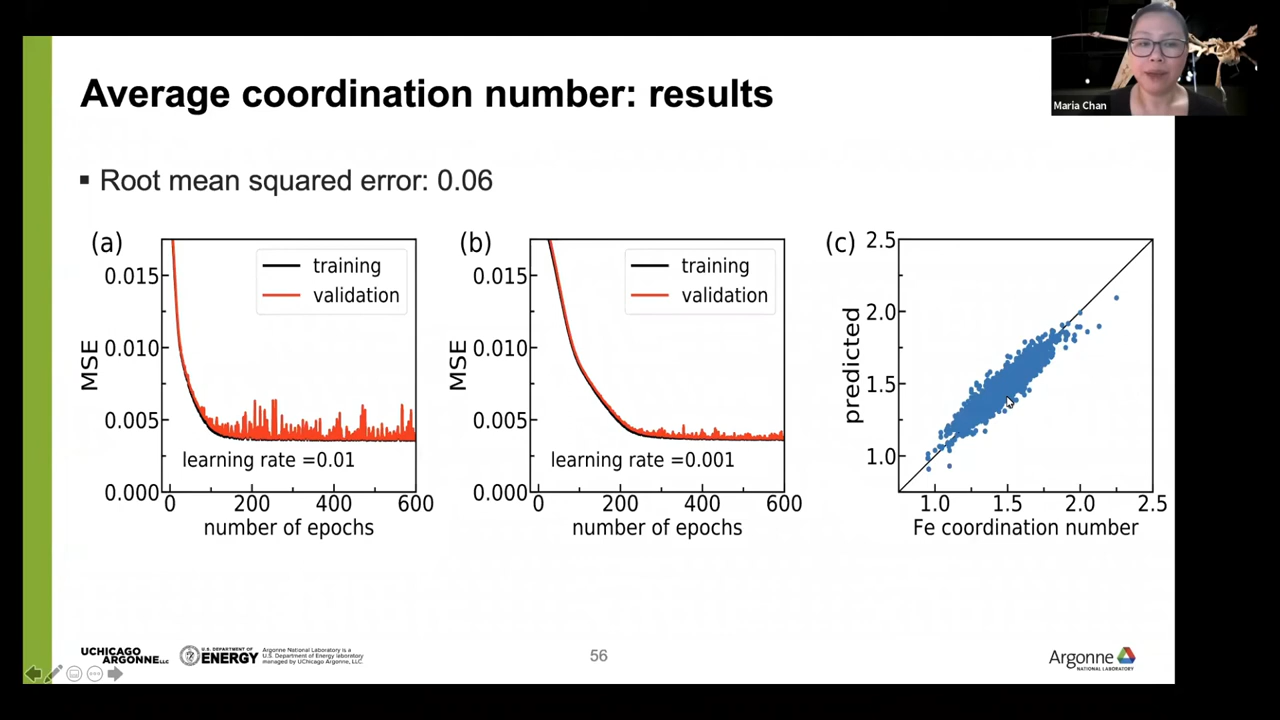 Maria Chan
Average coordination number: results
▪ Root mean squared error: 0.06
(a)
0.015
0.010
0.005
0.000
MSE
training
validation
learning rate =0.01
0 200 400 600
number of epochs
(b)
0.015
0.010
0.005
0.000
MSE
training
validation
learning rate =0.001
0 200 400 600
number of epochs
(c)
2.5
2.0
1.5
1.0
predicted
1.0 1.5 2.0 2.5
Fe coordination number
UCHICAGO
ARGONNE LLC
U.S. DEPARTMENT OF
ENERGY
Argonne National Laboratory is a
U.S. Department of Energy laboratory
managed by UChicago Argonne, LLC.
56
Argonne
NATIONAL LABORATORY